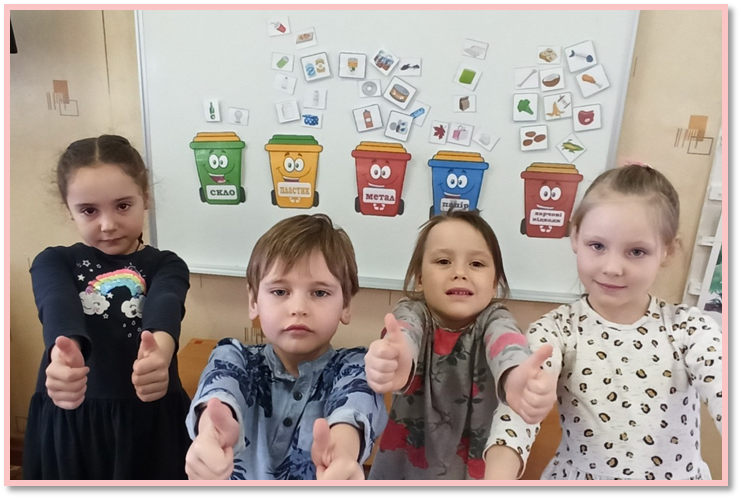 скло
пластик
метал
папір
харчові
відходи